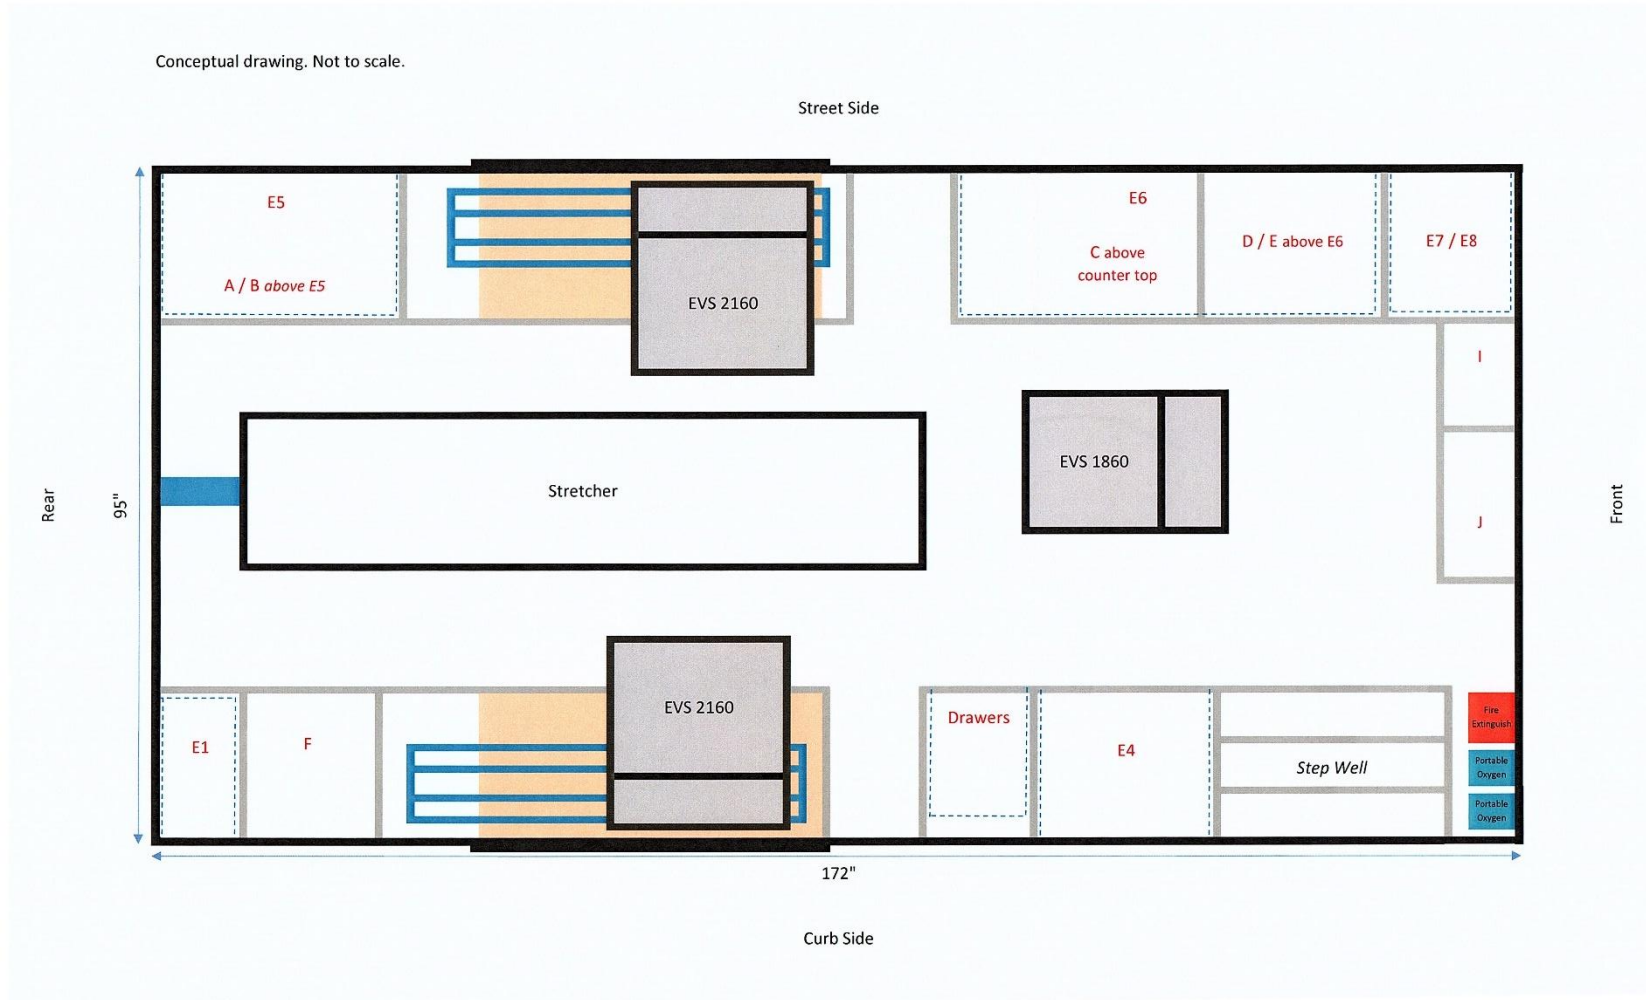 Conceptual drawing. Not to scale.
Street Side
E5
A / B above E5
EVS 2160
E6
C above
counter top
D / E above E6
E7 / E8
I
Rear
95"
Stretcher
EVS 1860
J
Front
E1
F
EVS 2160
Drawers
E4
Step Well
Fire
Extinguish
Portable
Oxygen
Portable
Oxygen
172"
Curb Side